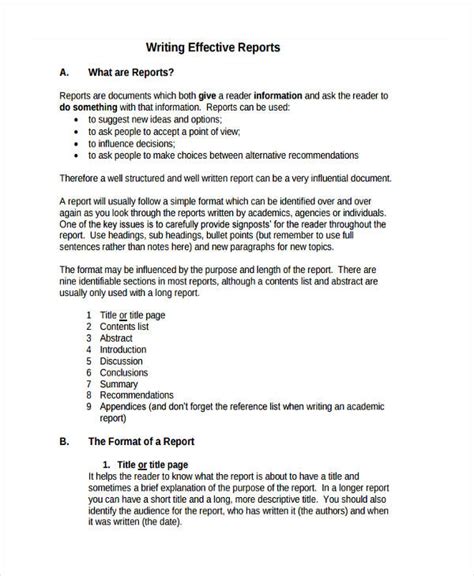 Writing Effective Reports
A. What are Reports?
Reports are documents which both give a reader information and ask the reader to
do something with that information. Reports can be used:
• to suggest new ideas and options;
• to ask people to accept a point of view;
• to influence decisions;
• to ask people to make choices between alternative recommendations
Therefore a well structured and well written report can be a very influential document.
A report will usually follow a simple format which can be identified over and over
again as you look through the reports written by academics, agencies or individuals.
One of the key issues is to carefully provide signposts' for the reader throughout the
report. Use headings, sub headings, bullet points (but remember to use full
sentences rather than notes here) and new paragraphs for new topics.
The format may be influenced by the purpose and length of the report. There are
nine identifiable sections in most reports, although a contents list and abstract are
usually only used with a long report.
1 Title or title page
2 Contents list
3 Abstract
4 Introduction
5 Discussion
6 Conclusions
7 Summary
8 Recommendations
9 Appendices (and don't forget the reference list when writing an academic
report)
B. The Format of a Report
1. Title or title page
It helps the reader to know what the report is about to have a title and
sometimes a brief explanation of the purpose of the report. In a longer report
you can have a short title and a long, more descriptive title. You should also
identify the audience for the report, who has written it (the authors) and when it
was written (the date).